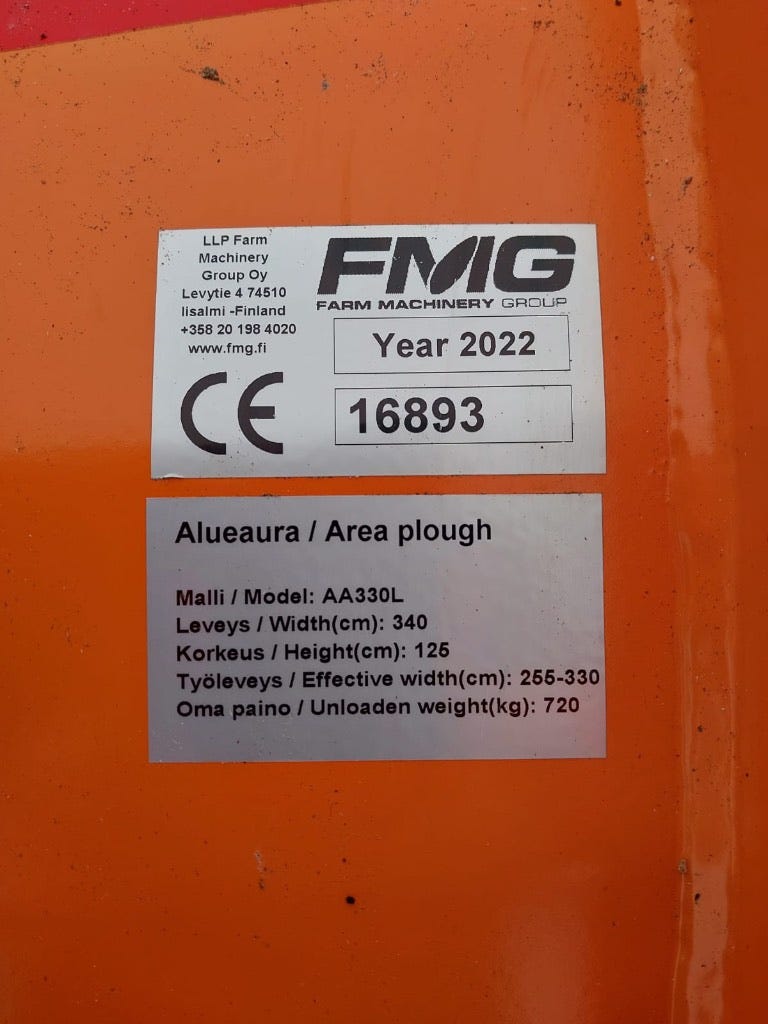 LLP Farm
Machinery
Group Oy
Levytie 4 74510
Iisalmi -Finland
+358 20 198 4020
www.fmg.fi
CE
FMG
FARM MACHINERY GROUP
Year 2022
16893
Alueaura / Area plough
Malli / Model: AA330L
Leveys / Width(cm): 340
Korkeus / Height(cm): 125
Työleveys / Effective width(cm): 255-330
Oma paino / Unloaden weight(kg): 720